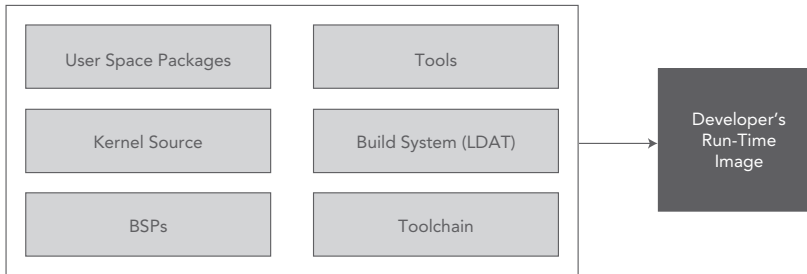 User Space Packages
Tools
Kernel Source
Build System (LDAT)
BSPs
Toolchain
Developer’s
Run-Time
Image